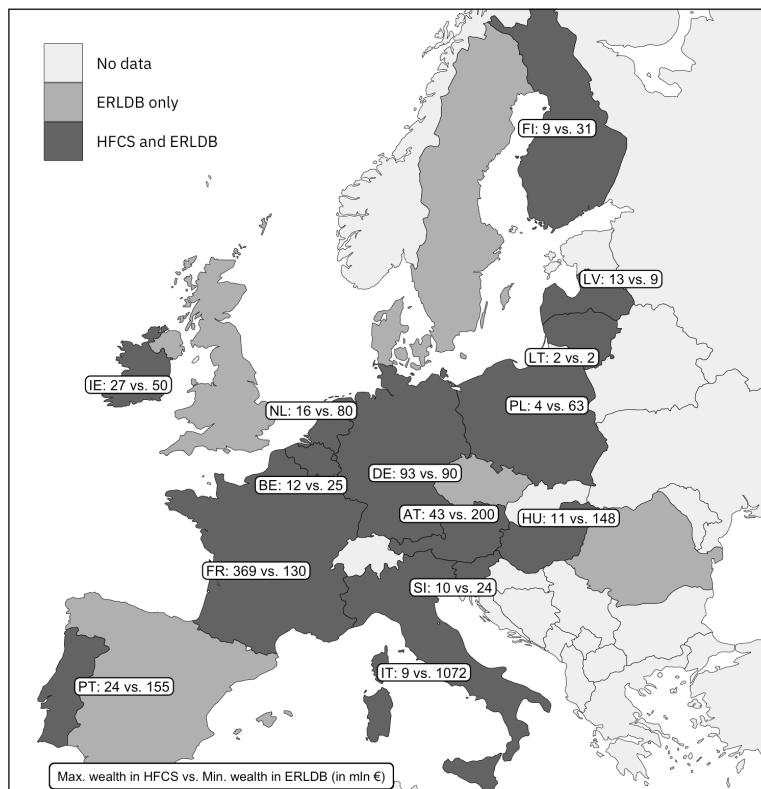 No data
ERLDB only
HFCS and ERLDB
FI: 9 vs. 31
LV: 13 vs. 9
LT: 2 vs. 2
IE: 27 vs. 50
NL: 16 vs. 80
PL: 4 vs. 63
DE: 93 vs. 90
BE: 12 vs. 25
AT: 43 vs. 200
HU: 11 vs. 148
FR: 369 vs. 130
SI: 10 vs. 24
IT: 9 vs. 1072
PT: 24 vs. 155
Max. wealth in HFCS vs. Min. wealth in ERLDB (in mln €)